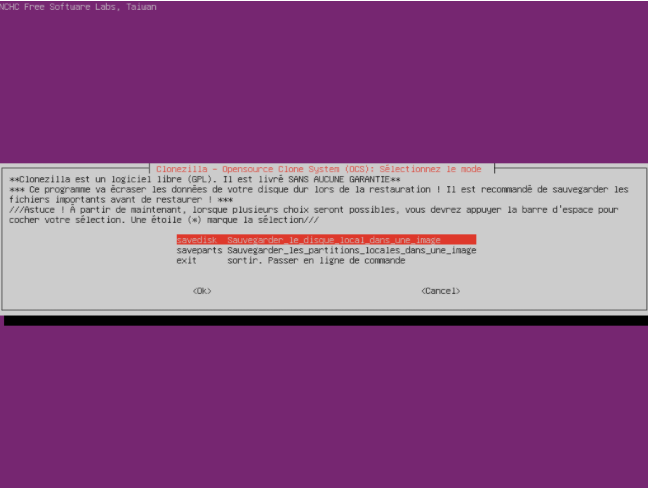 NCHC Free Software Labs, Taiwan
Clonezilla - Opensource Clone System (OCS): Sélectionnez le mode
**Clonezilla est un logiciel libre (GPL). Il est livré SANS AUCUNE GARANTIE**
*** Ce programme va écraser les données de votre disque dur lors de la restauration ! Il est recommandé de sauvegarder les
fichiers importants avant de restaurer ! ***
///Astuce ! À partir de maintenant, lorsque plusieurs choix seront possibles, vous devrez appuyer la barre d'espace pour
cocher votre sélection. Une étoile (*) marque la sélection///
savedisk Sauvegarder_le_disque_local_dans_une_image
saveparts Sauvegarder_les_partitions_locales_dans_une_image
exit sortir. Passer en ligne de commande
<Ok> <Cancel>